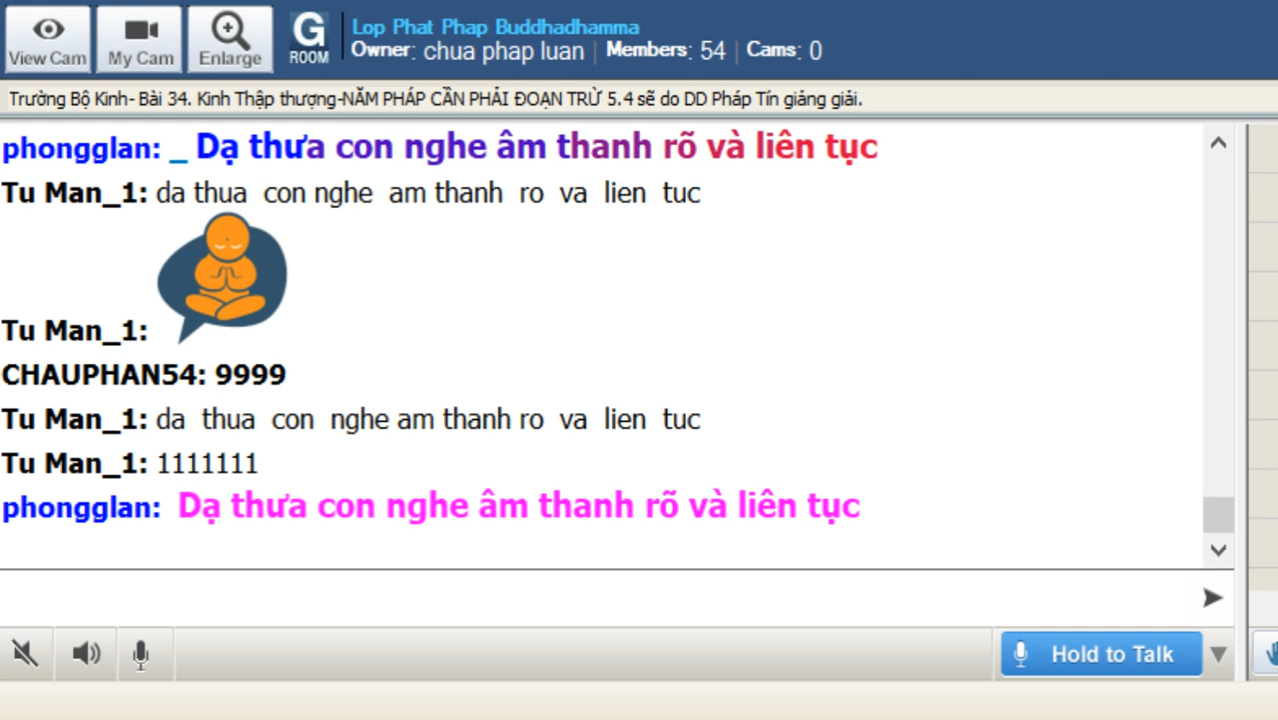 View Cam
My Cam
Enlarge
G
ROOM
Lop Phat Phap Buddhadhamma
Owner: chua phap luan | Members: 54 | Cams: 0
Trường Bộ Kinh- Bài 34. Kinh Thập thượng-NĂM PHÁP CẦN PHẢI ĐOẠN TRỪ 5.4 sẽ do DD Pháp Tín giảng giải.
phongglan: _ Dạ thưa con nghe âm thanh rõ và liên tục
Tu Man_1: da thua con nghe am thanh ro va lien tuc
Tu Man_1:
CHAUPHAN54: 9999
Tu Man_1: da thua con nghe am thanh ro va lien tuc
Tu Man_1: 1111111
phongglan: Dạ thưa con nghe âm thanh rõ và liên tục
Hold to Talk